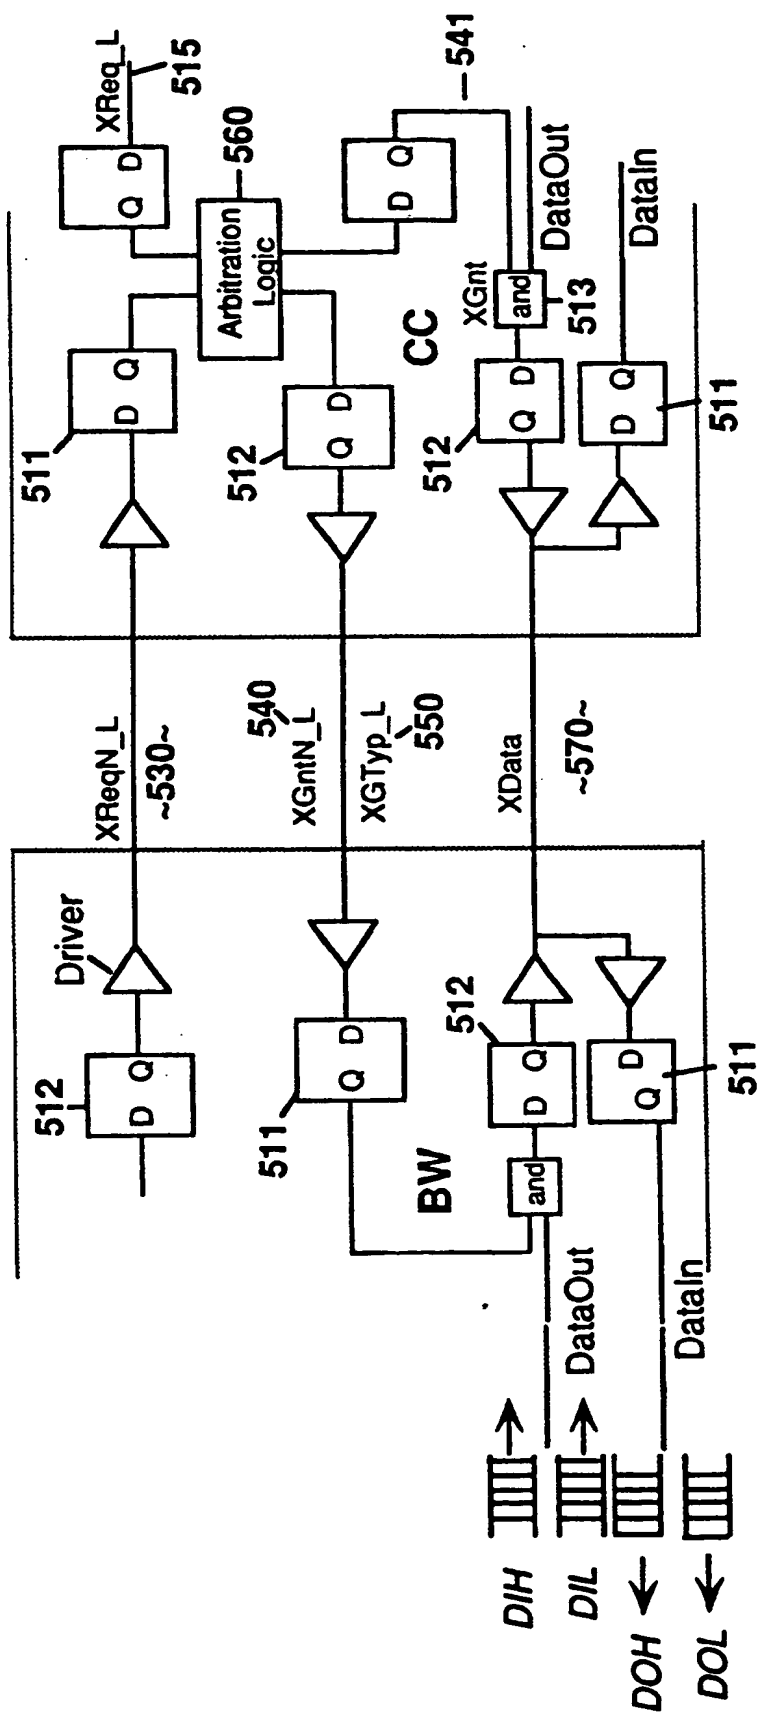 512
D Q
Driver
XReqN_L
~530~
511
D Q
Q D
XReq_L
515
Arbitration
Logic
560
511
Q D
540
XGntN_L
XGTyp_L
550
512
Q D
D Q
541
BW
CC
and
D Q
512
XData
~570~
512
Q D
XGnt
and
513
DataOut
DataOut
Q D
511
D Q
511
DataIn
DataIn
DIH
DIL
DOH
DOL